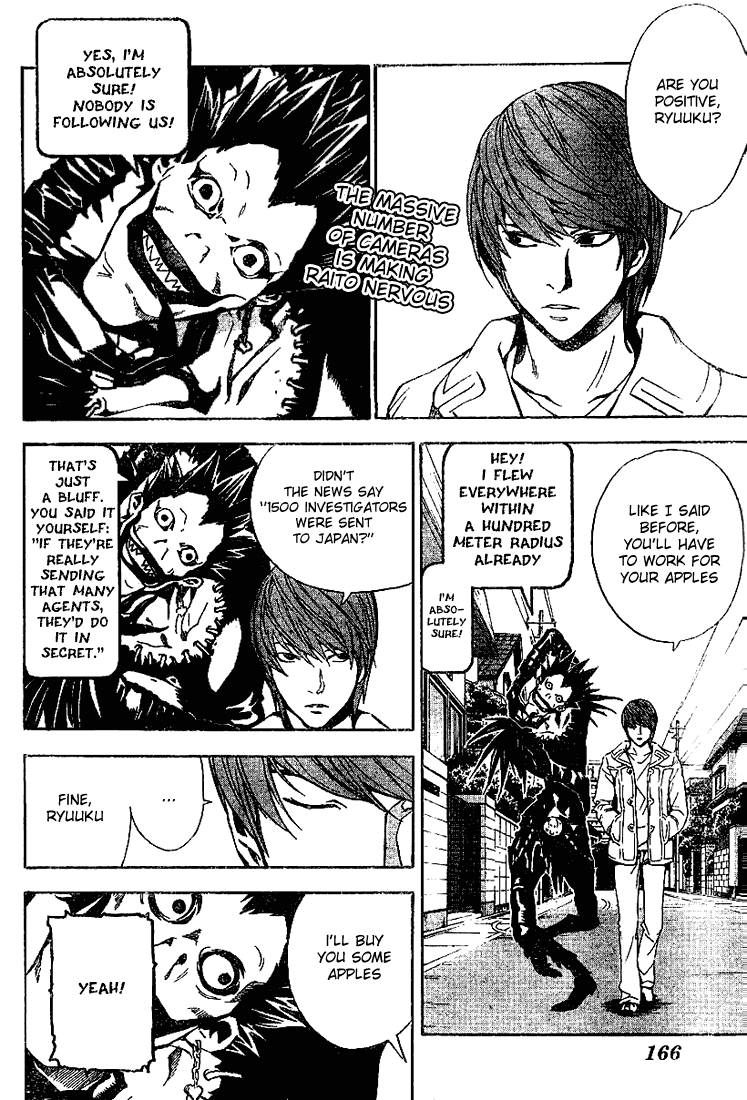 ARE YOU
POSITIVE,
RYUUKU?
YES, I'M
ABSOLUTELY
SURE!
NOBODY IS
FOLLOWING US!
THE MASSIVE
NUMBER
OF CAMERAS
IS MAKING
RAITO NERVOUS
LIKE I SAID
BEFORE,
YOU'LL HAVE
TO WORK FOR
YOUR APPLES
HEY!
I FLEW
EVERYWHERE
WITHIN
A HUNDRED
METER RADIUS
ALREADY
I'M
ABSO-
LUTELY
SURE!
DIDN'T
THE NEWS SAY
"1500 INVESTIGATORS
WERE SENT
TO JAPAN?"
THAT'S
JUST
A BLUFF.
YOU SAID IT
YOURSELF:
"IF THEY'RE
REALLY
SENDING
THAT MANY
AGENTS,
THEY'D DO
IT IN
SECRET."
...
FINE,
RYUUKU
I'LL BUY
YOU SOME
APPLES
YEAH!
166